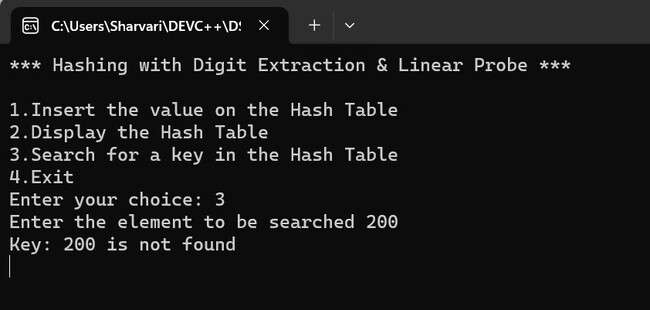 C:\Users\Sharvari\DEVC++\DS
*** Hashing with Digit Extraction & Linear Probe ***
1.Insert the value on the Hash Table
2.Display the Hash Table
3.Search for a key in the Hash Table
4.Exit
Enter your choice: 3
Enter the element to be searched 200
Key: 200 is not found